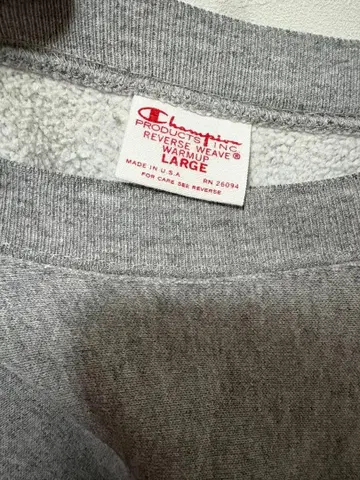 Champion
PRODUCTS INC.
REVERSE WEAVE®
WARMUP
LARGE
MADE IN U.S.A. RN 26094
FOR CARE SEE REVERSE